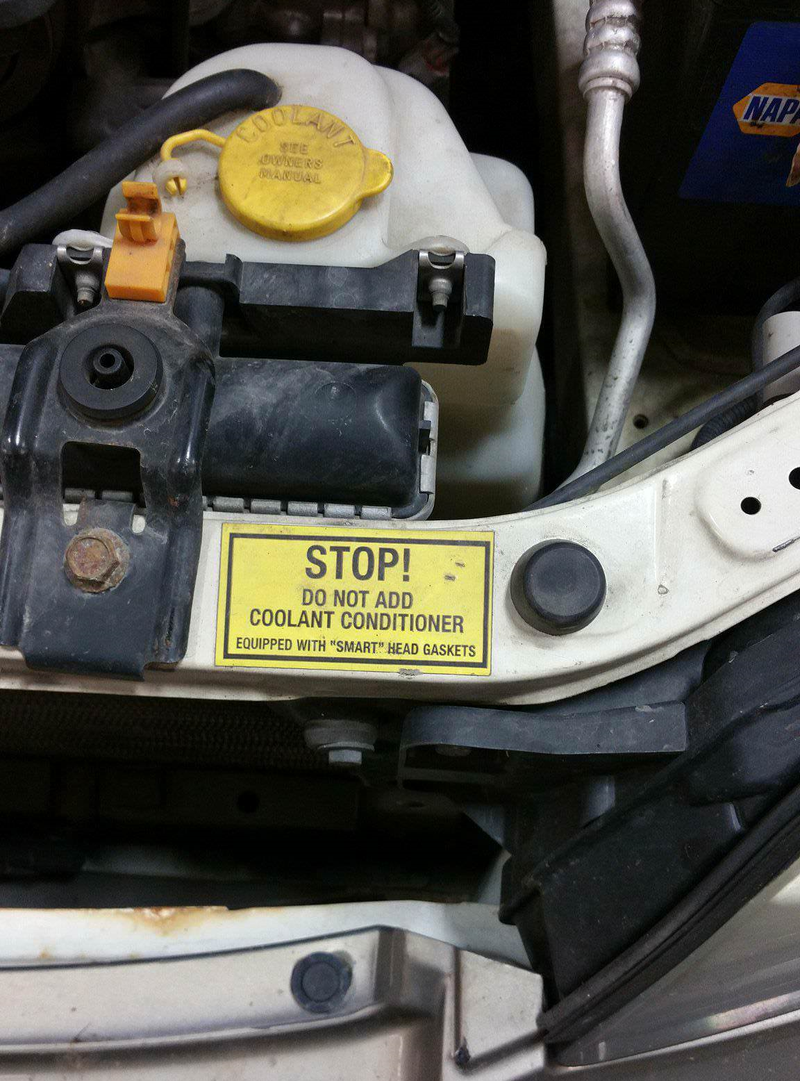 COOLANT
SEE
OWNERS
MANUAL
NAPA
STOP!
DO NOT ADD
COOLANT CONDITIONER
EQUIPPED WITH "SMART" HEAD GASKETS